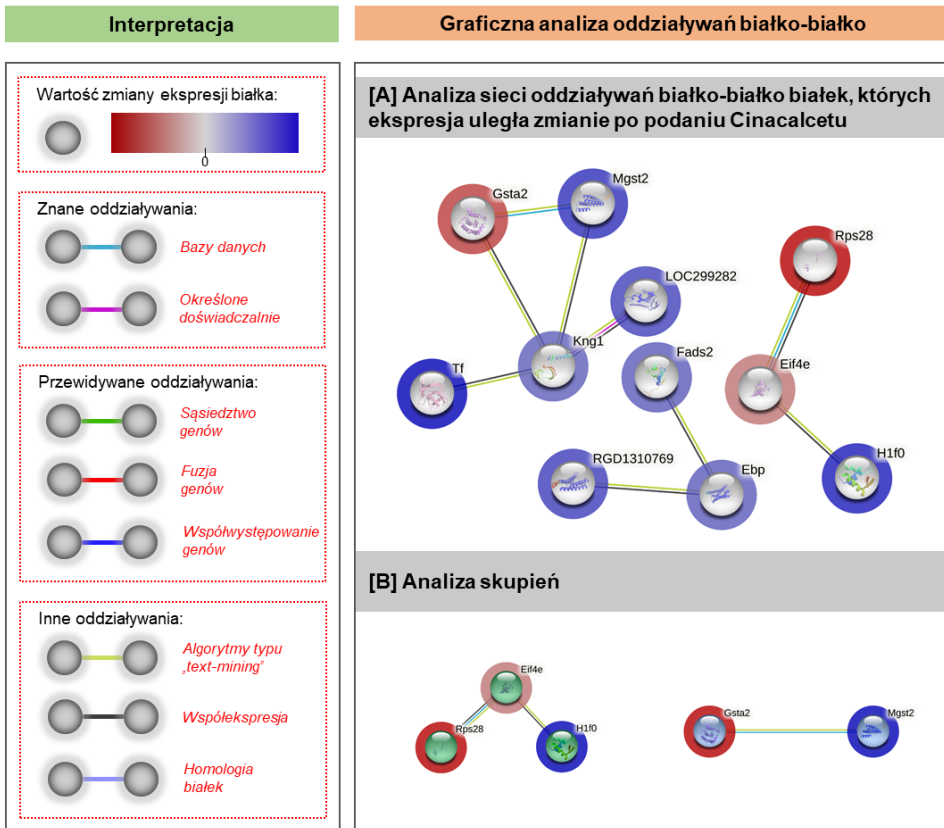 Interpretacja
Wartość zmiany ekspresji białka:
0
Znane oddziaływania:
Bazy danych
Określone
doświadczalnie
Przewidywane oddziaływania:
Sąsiedztwo
genów
Fuzja
genów
Współwystępowanie
genów
Inne oddziaływania:
Algorytmy typu
„text-mining”
Współekspresja
Homologia
białek
Graficzna analiza oddziaływań białko-białko
[A] Analiza sieci oddziaływań białko-białko białek, których
ekspresja uległa zmianie po podaniu Cinacalcetu
Gsta2
Mgst2
Rps28
LOC299282
Kng1
Fads2
Tf
Eif4e
RGD1310769
Ebp
H1f0
[B] Analiza skupień
Eif4e
Rps28
H1f0
Gsta2
Mgst2